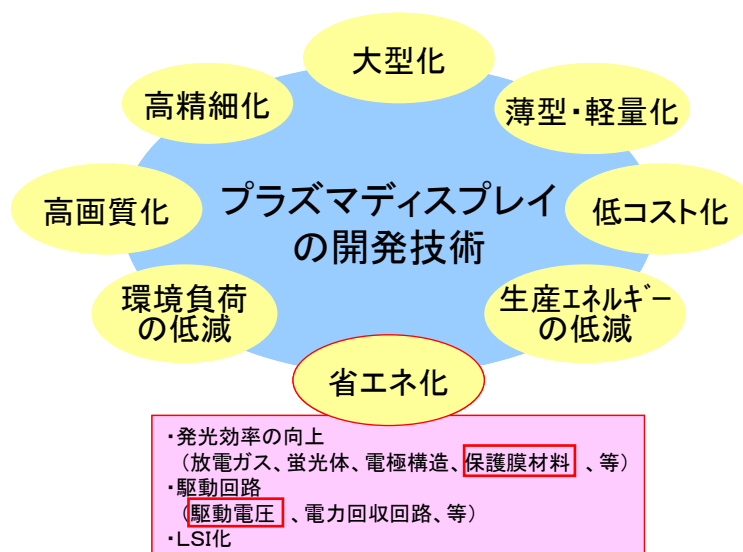 大型化
高精細化
薄型・軽量化
高画質化
プラズマディスプレイ
の開発技術
低コスト化
環境負荷
の低減
生産エネルギー
の低減
省エネ化
・発光効率の向上
（放電ガス、蛍光体、電極構造、保護膜材料 、等）
・駆動回路
（駆動電圧 、電力回収回路、等）
・LSI化